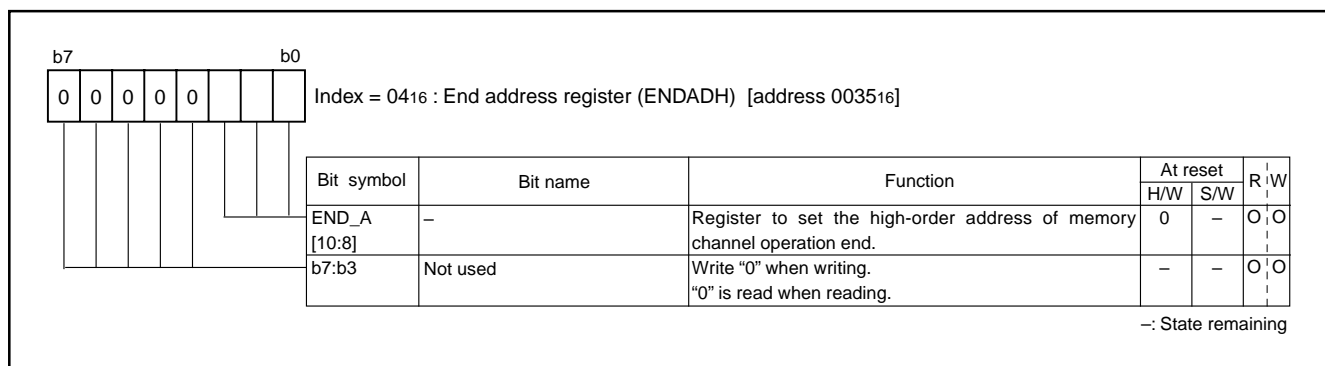 b7 b0
0 0 0 0 0 Index = 0416 : End address register (ENDADH) [address 003516]
Bit symbol Bit name Function At reset R W
H/W S/W
END_A – Register to set the high-order address of memory 0 – O O
[10:8] channel operation end.
b7:b3 Not used Write “0” when writing. – – O O
“0” is read when reading.
–: State remaining